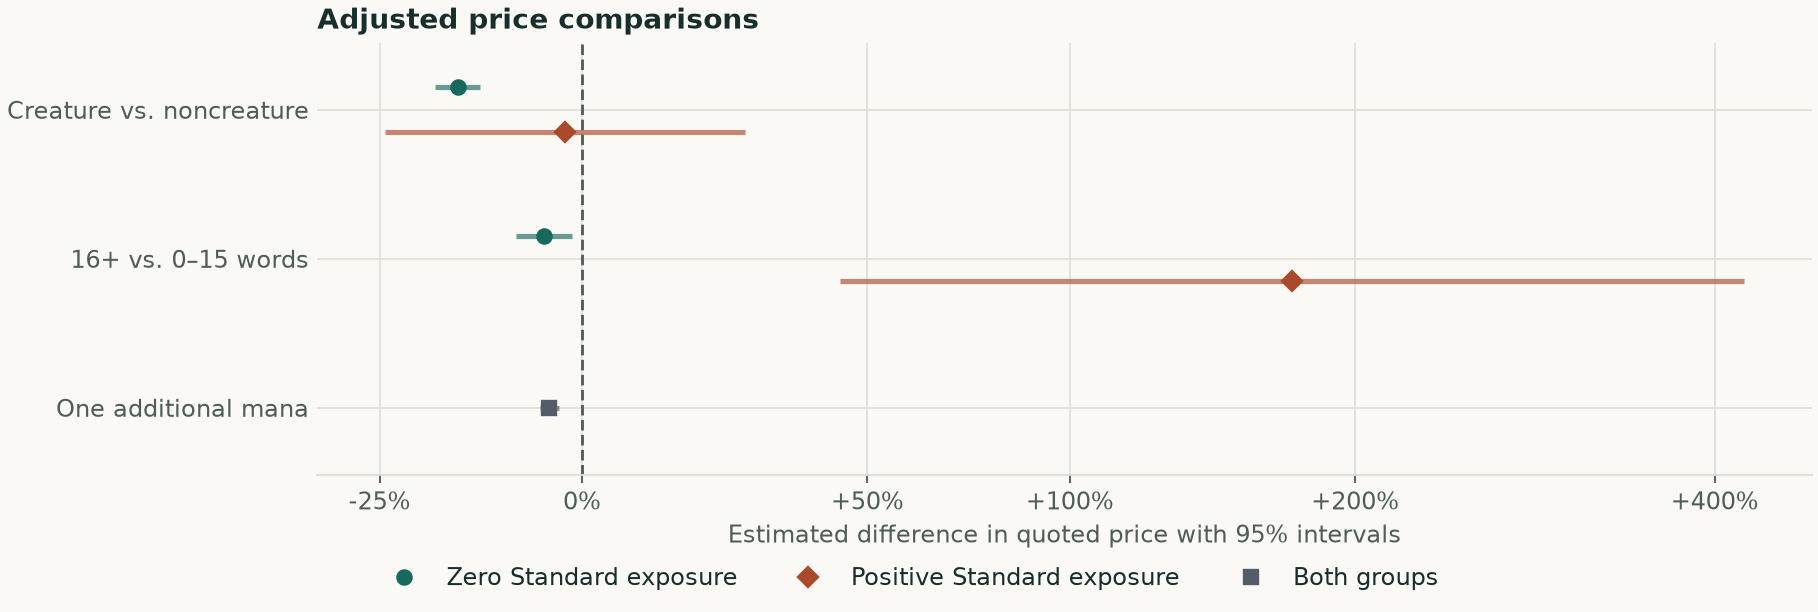 Adjusted price comparisons
Creature vs. noncreature
16+ vs. 0–15 words
One additional mana
-25% 0% +50% +100% +200% +400%
Estimated difference in quoted price with 95% intervals
Zero Standard exposure Positive Standard exposure Both groups